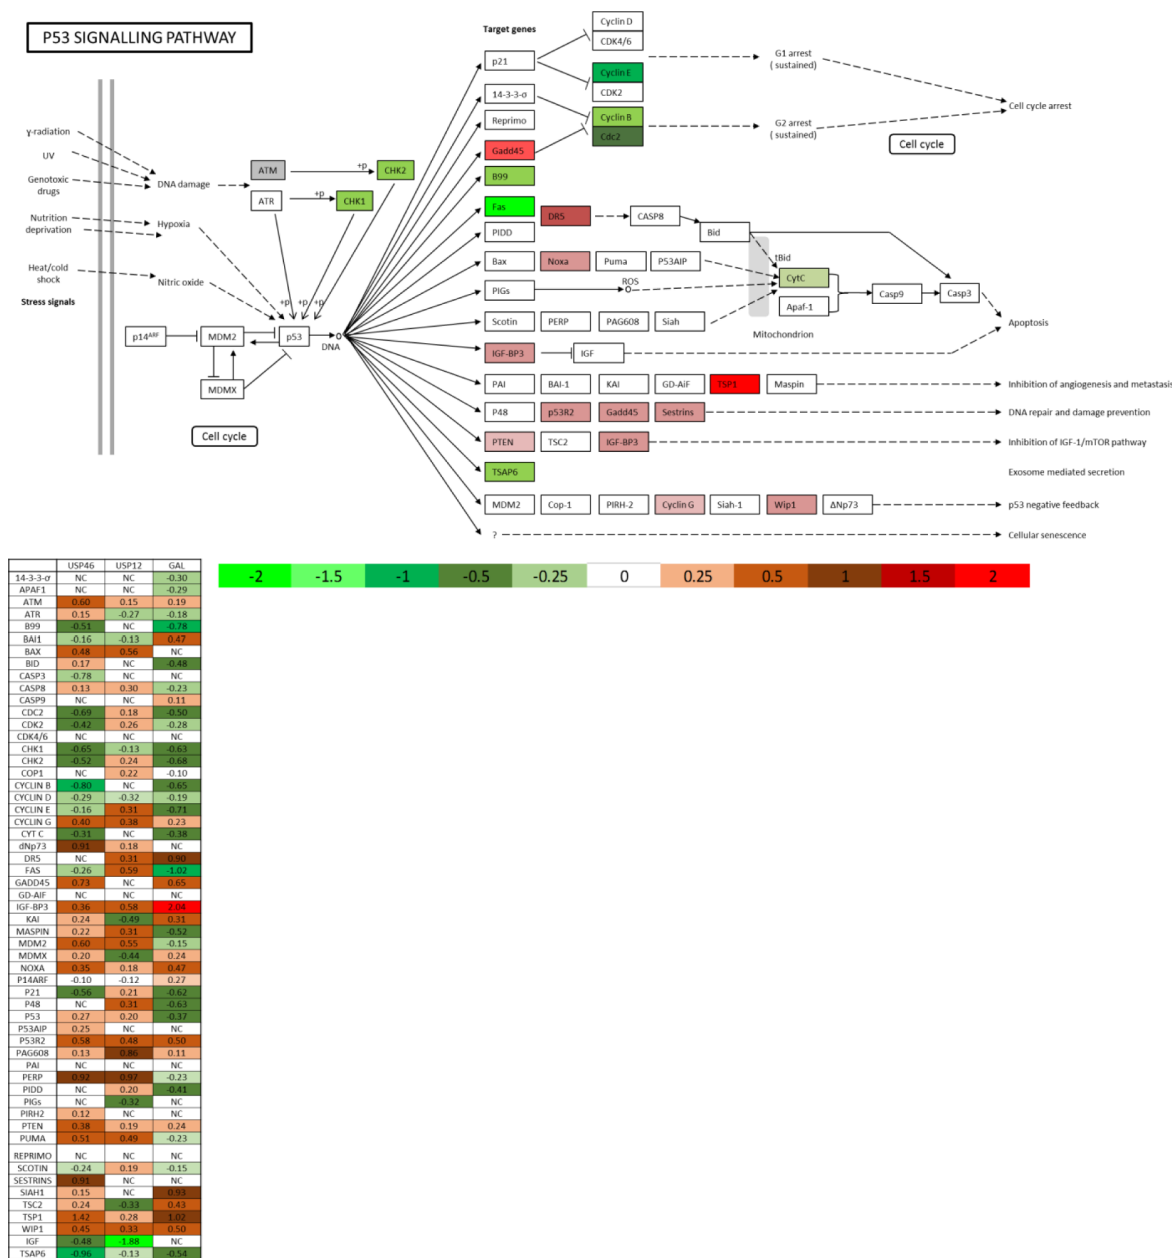 P53 SIGNALLING PATHWAY
Target genes
Cyclin D
CDK4/6
p21
G1 arrest
( sustained)
Cyclin E
CDK2
14-3-3-σ
Cyclin B
Reprimo
Cdc2
G2 arrest
( sustained)
Cell cycle arrest
Cell cycle
Gadd45
B99
γ-radiation
UV
Genotoxic
drugs
DNA damage
ATM
+p
CHK2
ATR
+p
CHK1
Nutrition
deprivation
Hypoxia
Heat/cold
shock
Nitric oxide
Stress signals
+p +p +p
Fas
DR5
CASP8
PIDD
Bid
Bax
Noxa
Puma
P53AIP
tBid
CytC
PIGs
ROS
Apaf-1
Casp9
Casp3
Scotin
PERP
PAG608
Siah
Mitochondrion
Apoptosis
p14ARF
MDM2
p53
DNA
MDMX
Cell cycle
IGF-BP3
IGF
PAI
BAI-1
KAI
GD-AiF
TSP1
Maspin
Inhibition of angiogenesis and metastasis
P48
p53R2
Gadd45
Sestrins
DNA repair and damage prevention
PTEN
TSC2
IGF-BP3
Inhibition of IGF-1/mTOR pathway
TSAP6
Exosome mediated secretion
MDM2
Cop-1
PIRH-2
Cyclin G
Siah-1
Wip1
ΔNp73
p53 negative feedback
?
Cellular senescence
-2 -1.5 -1 -0.5 -0.25 0 0.25 0.5 1 1.5 2
USP46 USP12 GAL
14-3-3-σ NC NC -0.30
APAF1 NC NC -0.29
ATM 0.60 0.15 0.19
ATR 0.15 -0.27 -0.18
B99 -0.51 NC -0.78
BAI1 -0.16 -0.13 0.47
BAX 0.48 0.56 NC
BID 0.17 NC -0.48
CASP3 -0.78 NC NC
CASP8 0.13 0.30 -0.23
CASP9 NC NC 0.11
CDC2 -0.69 0.18 -0.50
CDK2 -0.42 0.26 -0.28
CDK4/6 NC NC NC
CHK1 -0.65 -0.13 -0.63
CHK2 -0.52 0.24 -0.68
COP1 NC 0.22 -0.10
CYCLIN B -0.80 NC -0.65
CYCLIN D -0.29 -0.32 -0.19
CYCLIN E -0.16 0.31 -0.71
CYCLIN G 0.40 0.38 0.23
CYT C -0.31 NC -0.38
dNp73 0.91 0.18 NC
DR5 NC 0.31 0.90
FAS -0.26 0.59 -1.02
GADD45 0.73 NC 0.65
GD-AIF NC NC NC
IGF-BP3 0.36 0.58 2.04
KAI 0.24 -0.49 0.31
MASPIN 0.22 0.31 -0.52
MDM2 0.60 0.55 -0.15
MDMX 0.20 -0.44 0.24
NOXA 0.35 0.18 0.47
P14ARF -0.10 -0.12 0.27
P21 -0.56 0.21 -0.62
P48 NC 0.31 -0.63
P53 0.27 0.20 -0.37
P53AIP 0.25 NC NC
P53R2 0.58 0.48 0.50
PAG608 0.13 0.86 0.11
PAI NC NC NC
PERP 0.92 0.97 -0.23
PIDD NC 0.20 -0.41
PIGs NC -0.32 NC
PIRH2 0.12 NC NC
PTEN 0.38 0.19 0.24
PUMA 0.51 0.49 -0.23
REPRIMO NC NC NC
SCOTIN -0.24 0.19 -0.15
SESTRINS 0.91 NC NC
SIAH1 0.15 NC 0.93
TSC2 0.24 -0.33 0.43
TSP1 1.42 0.28 1.02
WIP1 0.45 0.33 0.50
IGF -0.48 -1.88 NC
TSAP6 -0.96 -0.13 -0.54